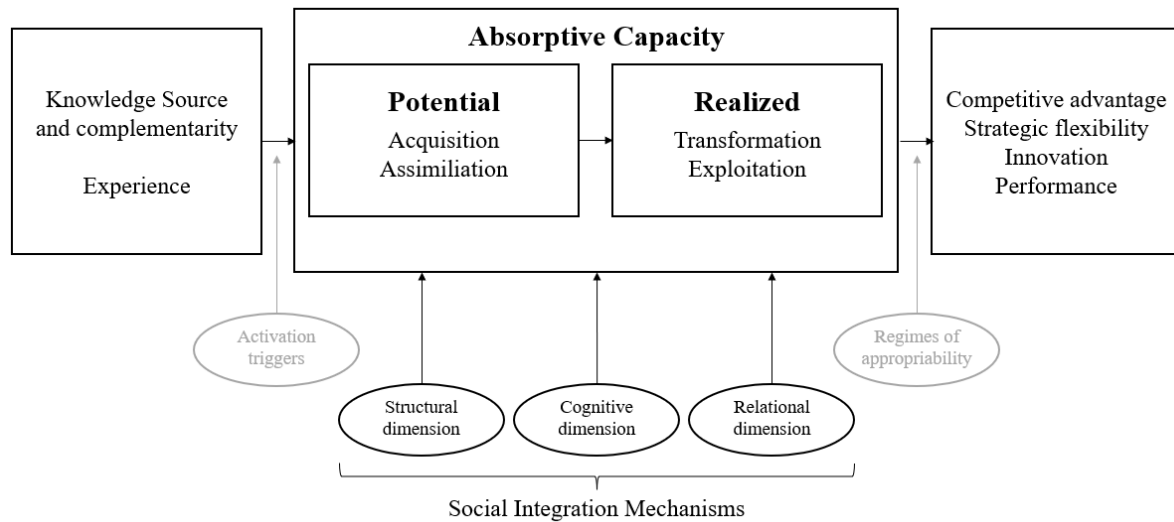 Absorptive Capacity
Knowledge Source
and complementarity
Experience
Potential
Acquisition
Assimiliation
Realized
Transformation
Exploitation
Competitive advantage
Strategic flexibility
Innovation
Performance
Activation
triggers
Regimes of
appropriability
Structural
dimension
Cognitive
dimension
Relational
dimension
Social Integration Mechanisms